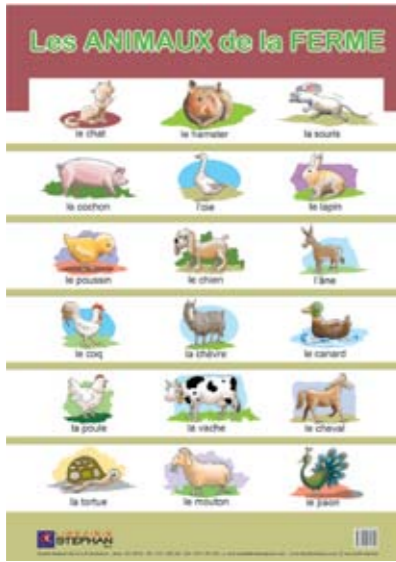 Les ANIMAUX de la FERME
le chat
le hamster
la souris
le cochon
l'oie
le lapin
le poussin
le chien
l'âne
le coq
la chèvre
le canard
la poule
la vache
le cheval
la tortue
le mouton
le paon
STEPHAN